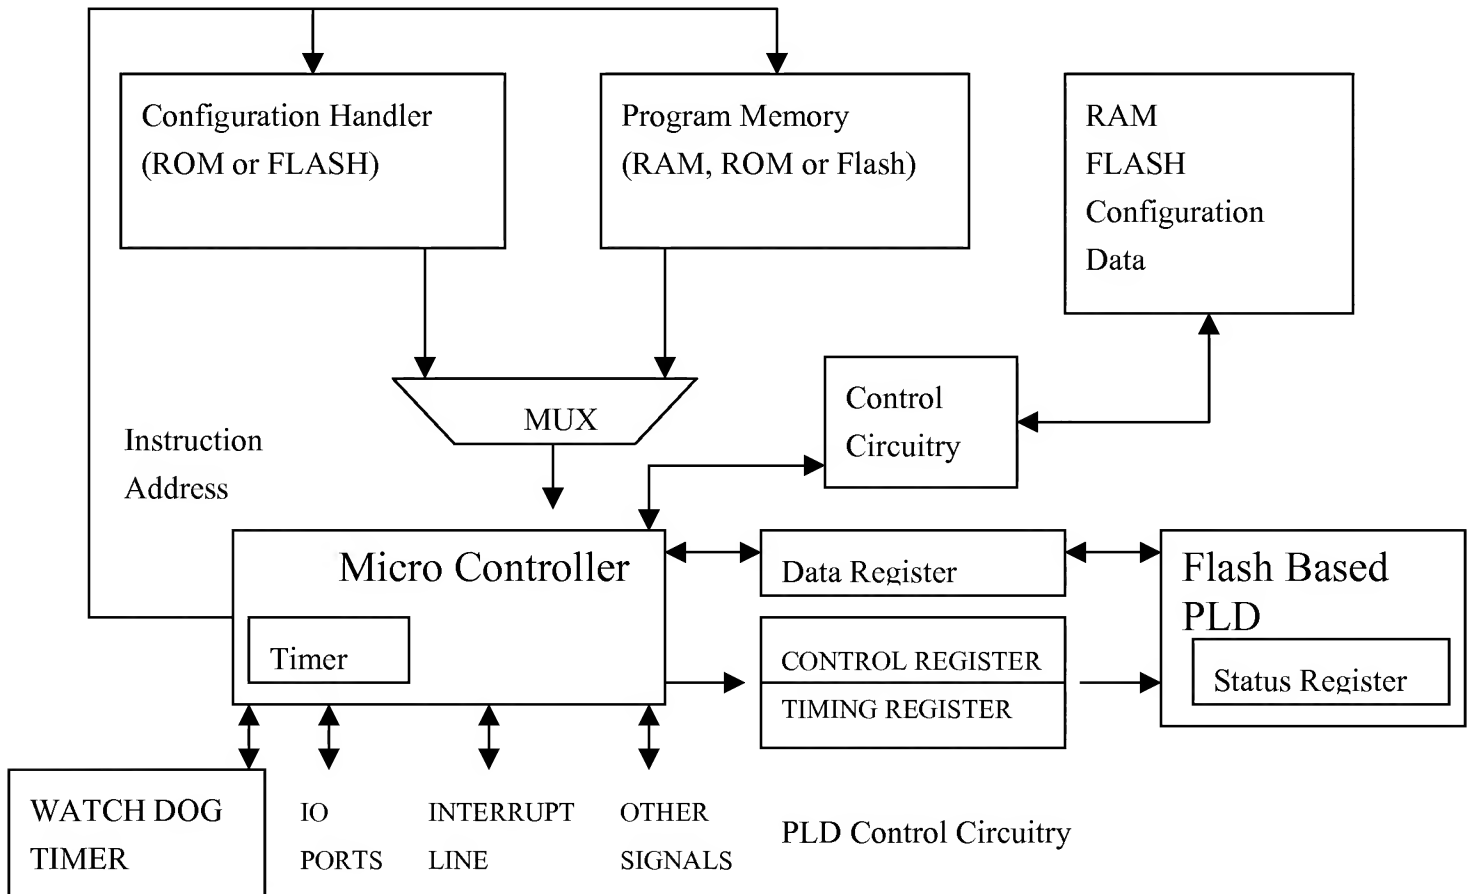 Configuration Handler
(ROM or FLASH)
Program Memory
(RAM, ROM or Flash)
RAM
FLASH
Configuration
Data
MUX
Control
Circuitry
Instruction
Address
Micro Controller
Timer
Data Register
CONTROL REGISTER
TIMING REGISTER
Flash Based
PLD
Status Register
WATCH DOG
TIMER
IO
PORTS
INTERRUPT
LINE
OTHER
SIGNALS
PLD Control Circuitry